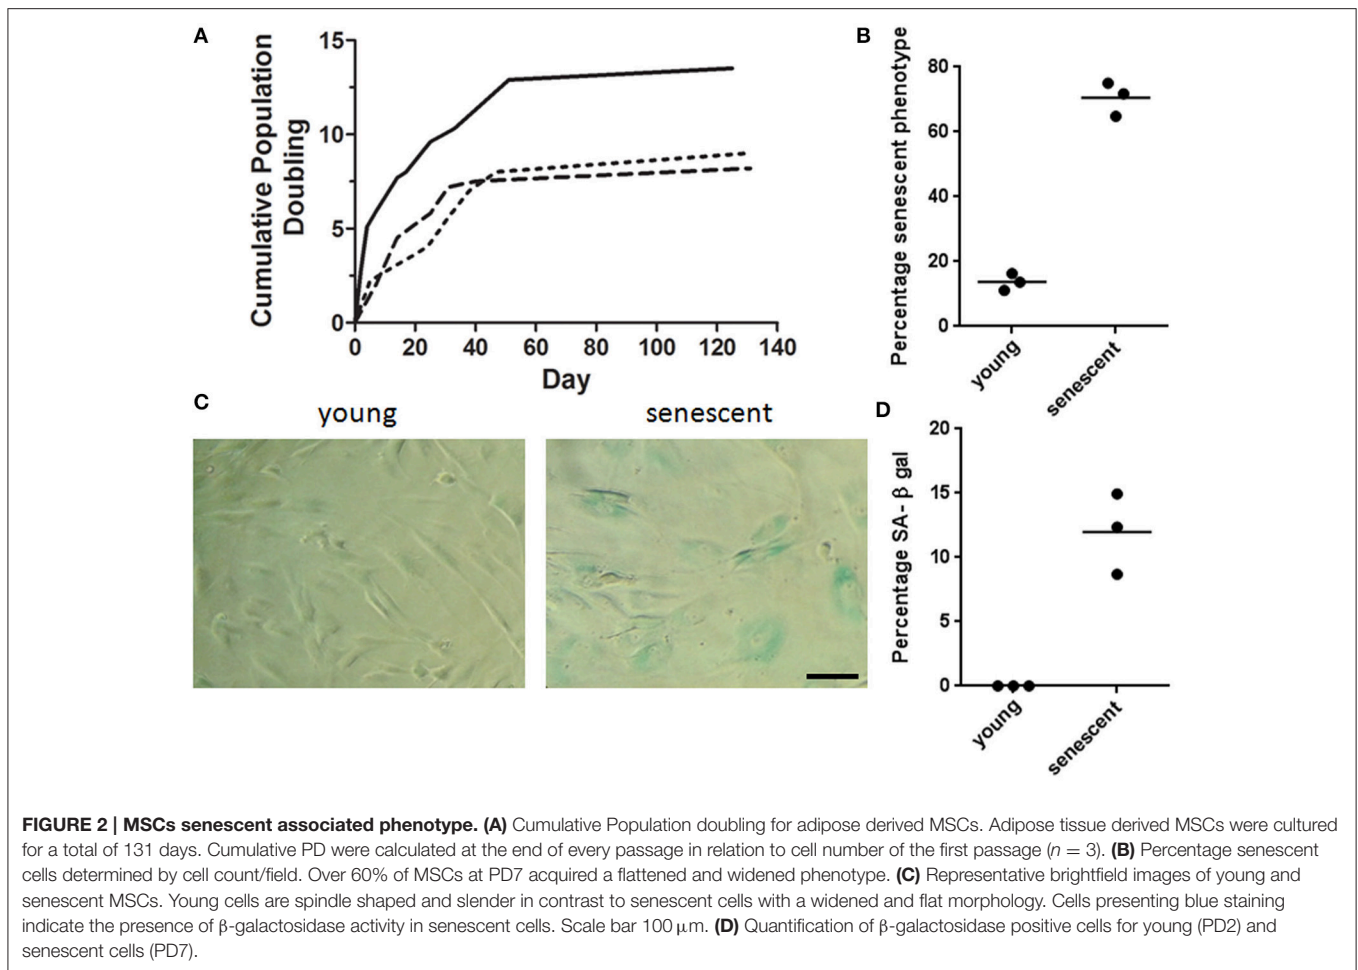 A
Cumulative Population
Doubling
15
10
5
0
0 20 40 60 80 100 120 140
Day
B
Percentage senescent phenotype
80
60
40
20
0
young
senescent
C
young
senescent
D
Percentage SA- β gal
20
15
10
5
0
young
senescent
FIGURE 2 | MSCs senescent associated phenotype. (A) Cumulative Population doubling for adipose derived MSCs. Adipose tissue derived MSCs were cultured
for a total of 131 days. Cumulative PD were calculated at the end of every passage in relation to cell number of the first passage (n = 3). (B) Percentage senescent
cells determined by cell count/field. Over 60% of MSCs at PD7 acquired a flattened and widened phenotype. (C) Representative brightfield images of young and
senescent MSCs. Young cells are spindle shaped and slender in contrast to senescent cells with a widened and flat morphology. Cells presenting blue staining
indicate the presence of β-galactosidase activity in senescent cells. Scale bar 100 μm. (D) Quantification of β-galactosidase positive cells for young (PD2) and
senescent cells (PD7).